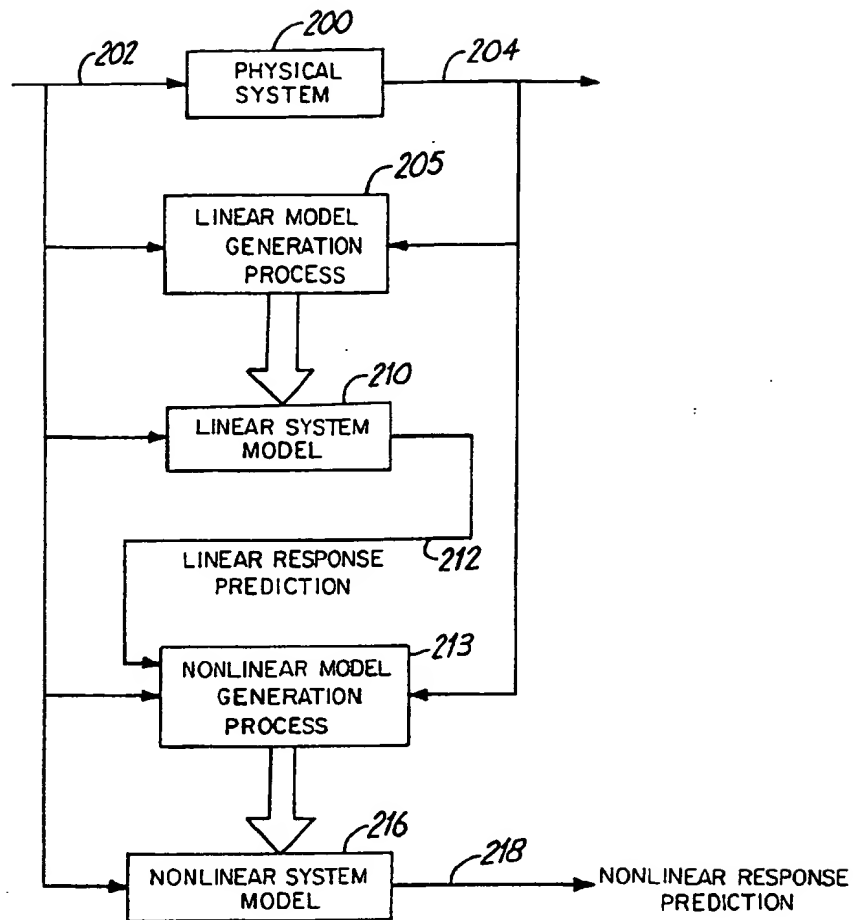 200
202
PHYSICAL
SYSTEM
204
205
LINEAR MODEL
GENERATION
PROCESS
210
LINEAR SYSTEM
MODEL
LINEAR RESPONSE
PREDICTION
212
213
NONLINEAR MODEL
GENERATION
PROCESS
216
NONLINEAR SYSTEM
MODEL
218
NONLINEAR RESPONSE
PREDICTION